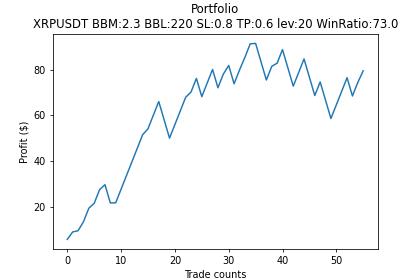 Portfolio
XRPUSDT BBM:2.3 BBL:220 SL:0.8 TP:0.6 lev:20 WinRatio:73.0
80
60
40
20
Profit ($)
0
10
20
30
40
50
Trade counts